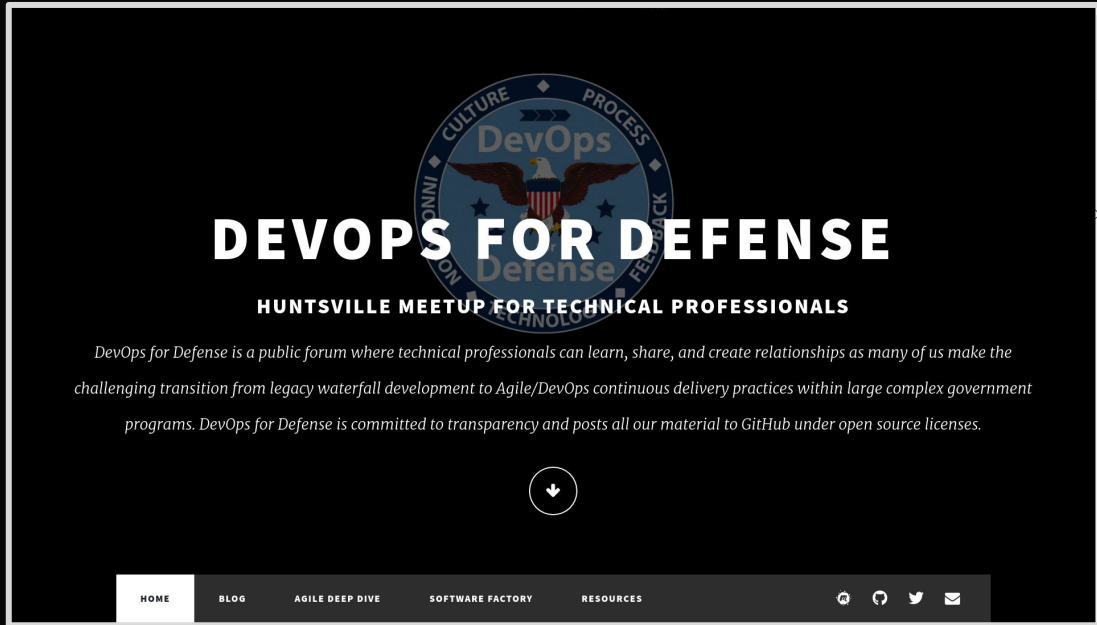 CULTURE
PROCESS
FEEDBACK
TECHNOLO
INNO
ON
DevOps
Defense
DEVOPS FOR DEFENSE
HUNTSVILLE MEETUP FOR TECHNICAL PROFESSIONALS
DevOps for Defense is a public forum where technical professionals can learn, share, and create relationships as many of us make the
challenging transition from legacy waterfall development to Agile/DevOps continuous delivery practices within large complex government
programs. DevOps for Defense is committed to transparency and posts all our material to GitHub under open source licenses.
HOME BLOG AGILE DEEP DIVE SOFTWARE FACTORY RESOURCES